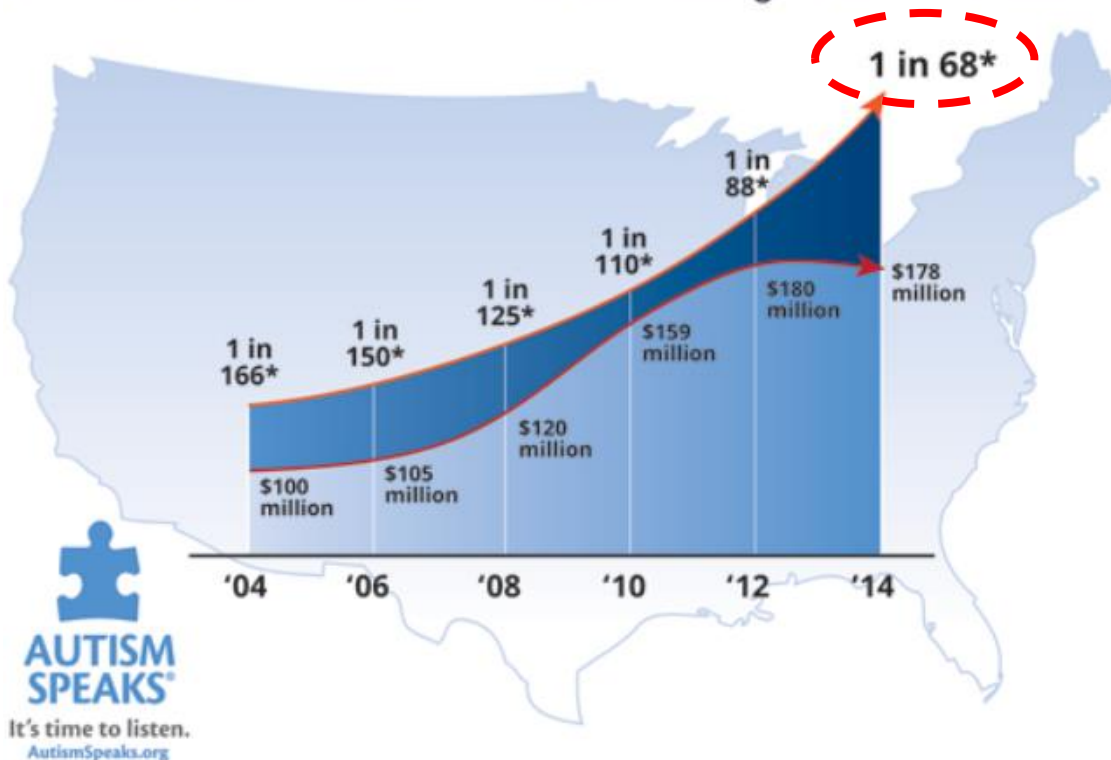 1 in 68*
1 in
88*
1 in
110*
1 in
125*
1 in
150*
1 in
166*
$178
million
$180
million
$159
million
$120
million
$105
million
$100
million
‘04 ‘06 ‘08 ‘10 ‘12 ‘14
AUTISM
SPEAKS®
It’s time to listen.
AutismSpeaks.org